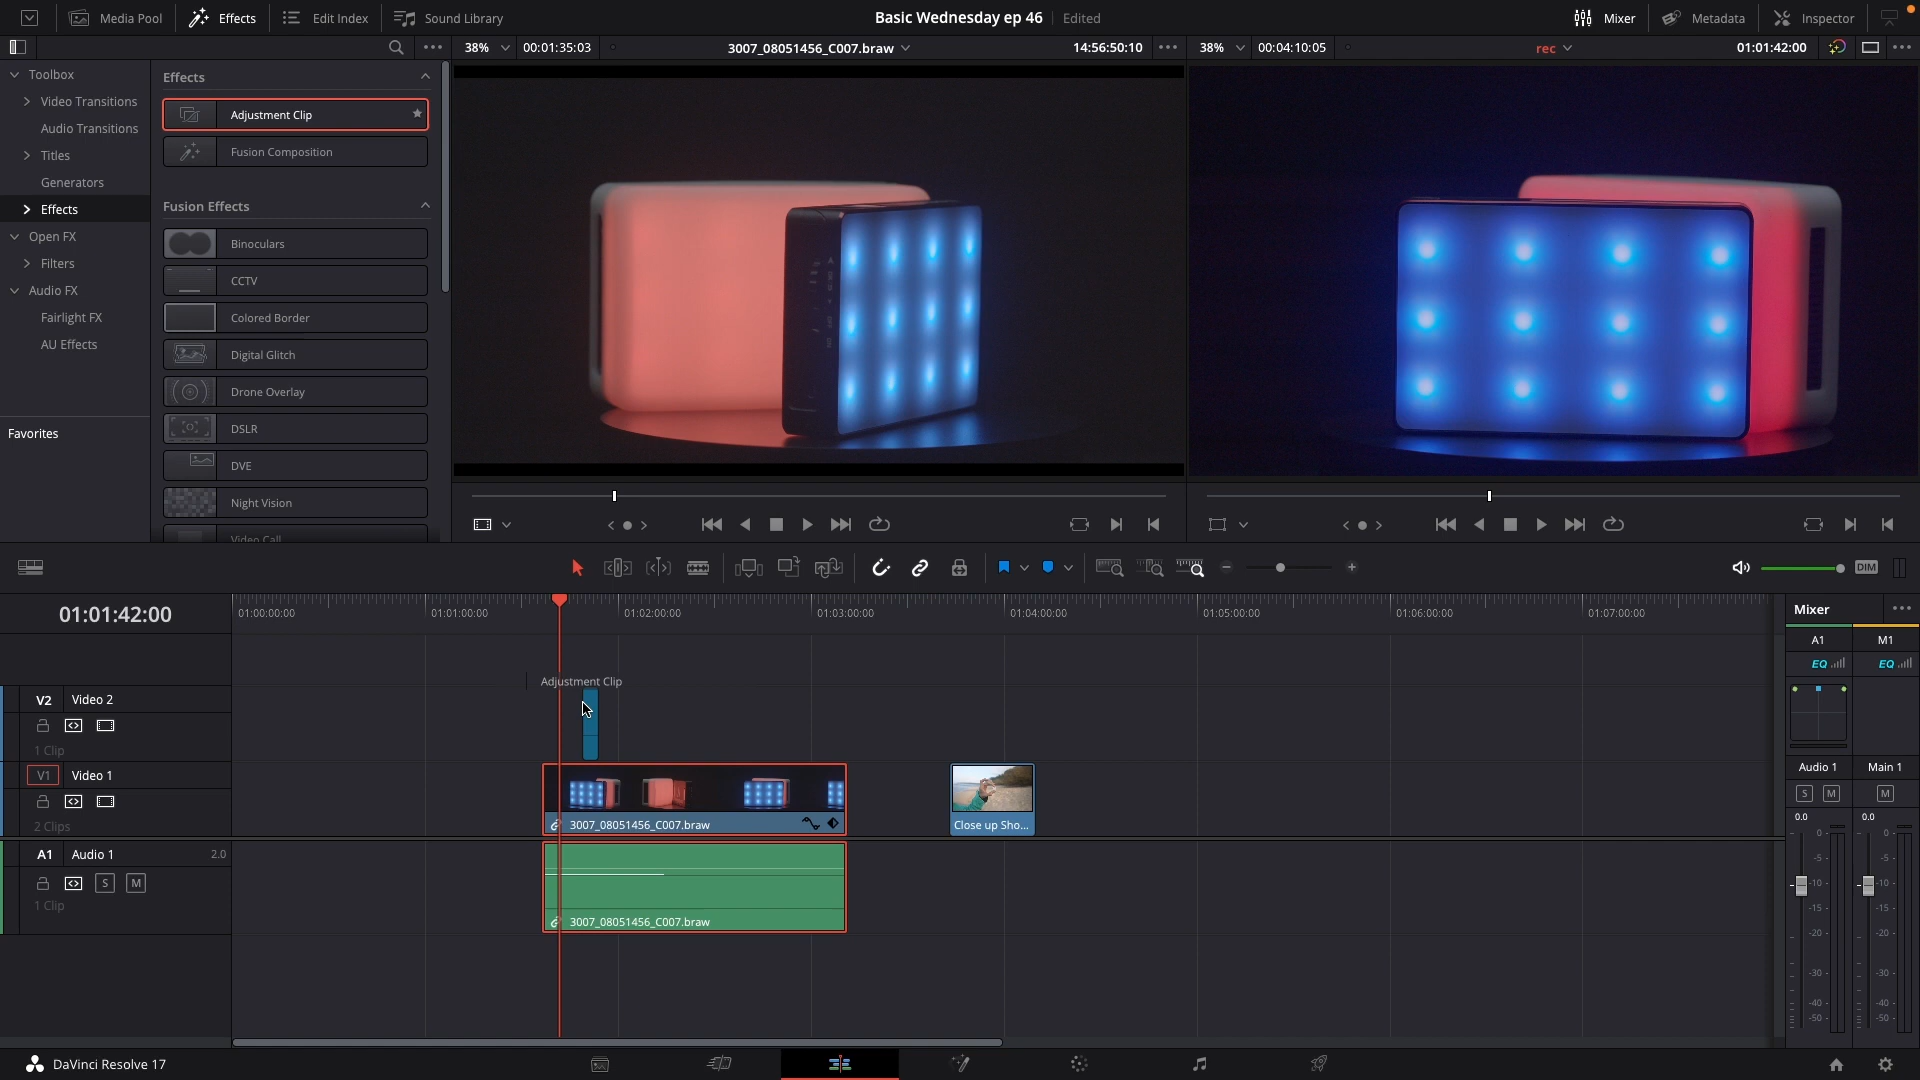 Media Pool
Effects
Edit Index
Sound Library
Basic Wednesday ep 46
Edited
Mixer
Metadata
Inspector
38%
00:01:35:03
3007_08051456_C007.braw
14:56:50:10
38%
00:04:10:05
rec
01:01:42:00
Toolbox
Video Transitions
Audio Transitions
Titles
Generators
Effects
Open FX
Filters
Audio FX
Fairlight FX
AU Effects
Favorites
Effects
Adjustment Clip
Fusion Composition
Fusion Effects
Binoculars
CCTV
Colored Border
Digital Glitch
Drone Overlay
DSLR
DVE
Night Vision
Video Call
DIM
01:01:42:00
01:00:00:00
01:01:00:00
01:02:00:00
01:03:00:00
01:04:00:00
01:05:00:00
01:06:00:00
01:07:00:00
Adjustment Clip
V2 Video 2
1 Clip
V1 Video 1
2 Clips
3007_08051456_C007.braw
Close up Sho...
A1 Audio 1 2.0
S M
1 Clip
3007_08051456_C007.braw
Mixer
A1 M1
EQ EQ
Audio 1 Main 1
S M M
0.0 0.0
0 0
-5 -5
-10 -10
-15 -15
-20 -20
-30 -30
-40 -40
-50 -50
DaVinci Resolve 17